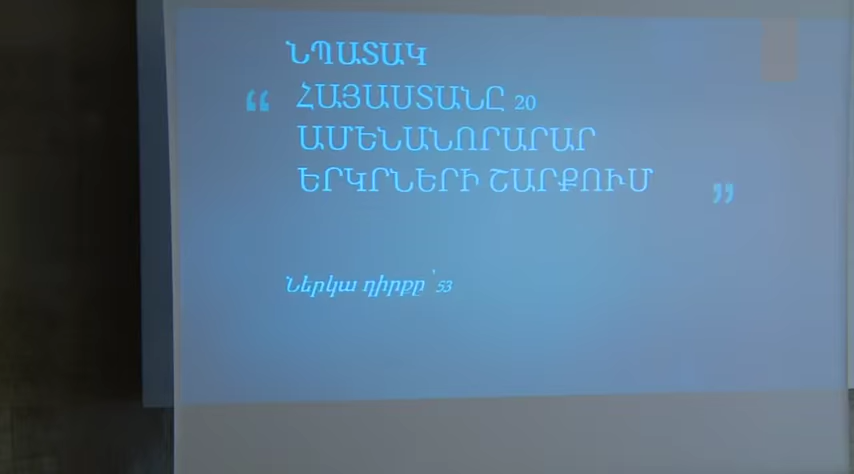 ՆՊԱՏԱԿ
“ ՀԱՅԱՍՏԱՆԸ 20
ԱՄԵՆԱՆՈՐԱՐԱՐ
ԵՐԿՐՆԵՐԻ ՇԱՐՔՈՒՄ ”
Ներկա դիրքը՝ 53